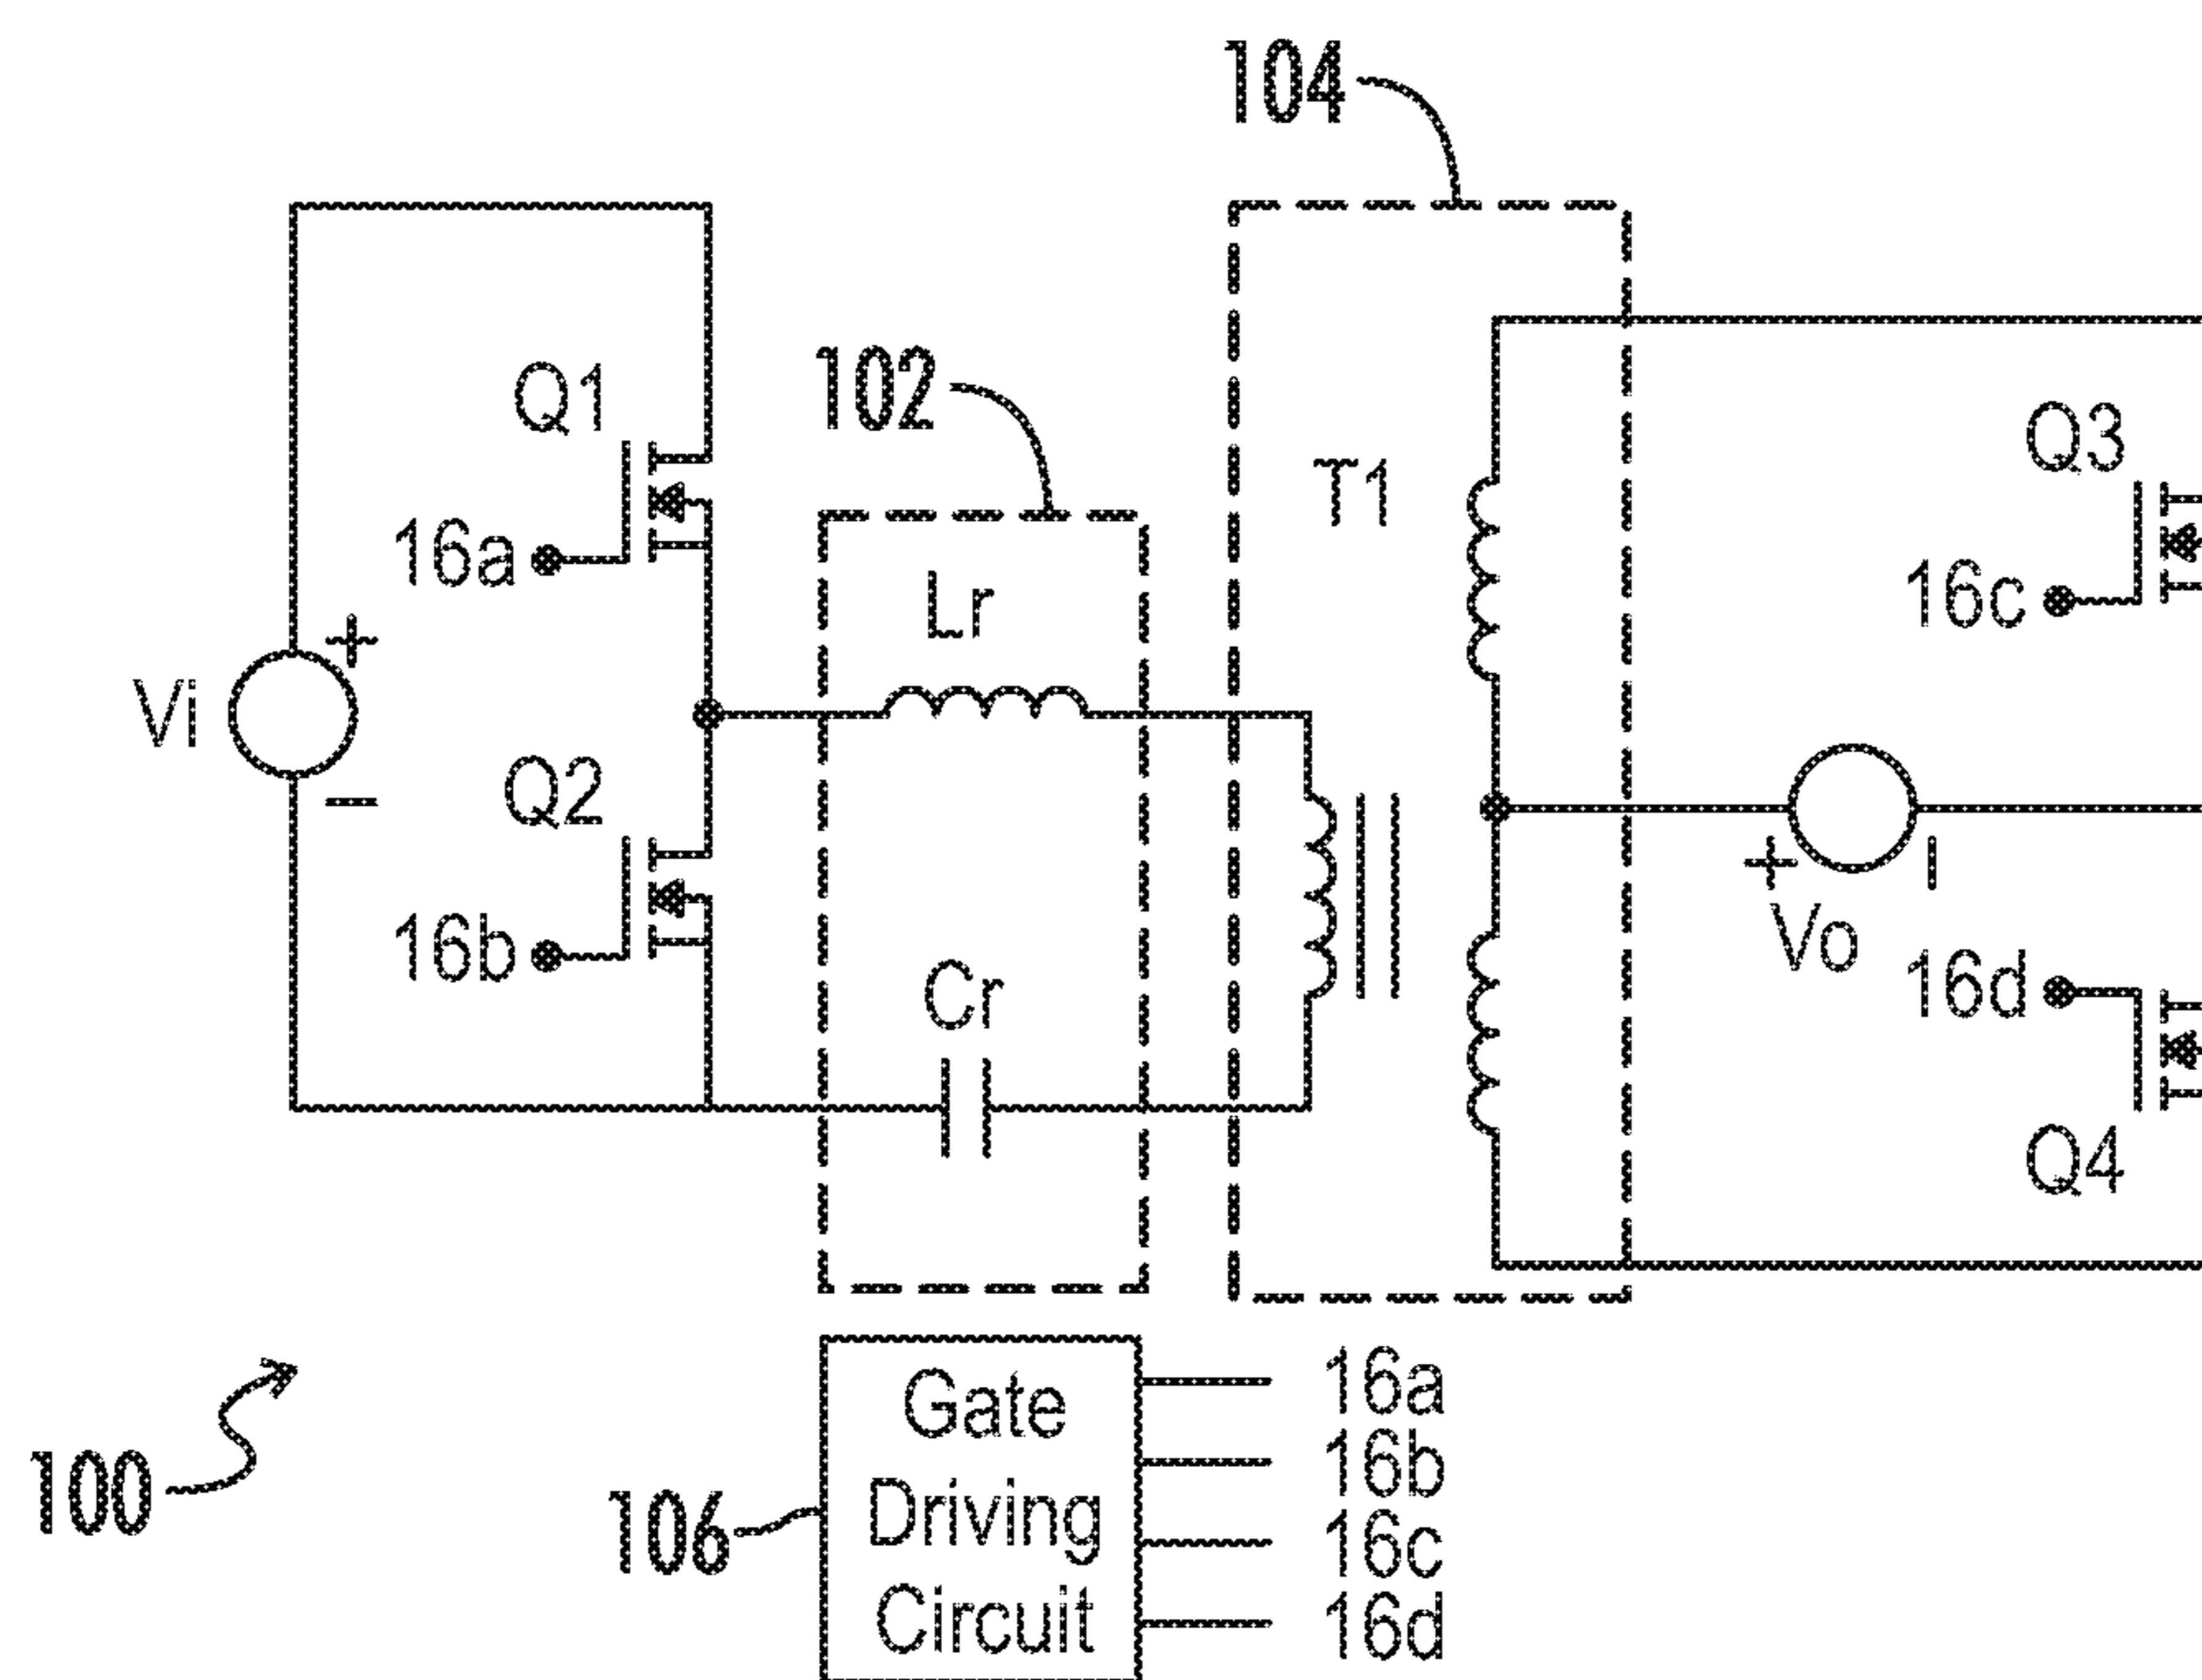 104
Q1
102
Q3
T1
16a
Lr
16c
+
Vi
Q2
−
+
−
Vo
16b
Cr
16d
Q4
100
106
Gate
Driving
Circuit
16a
16b
16c
16d